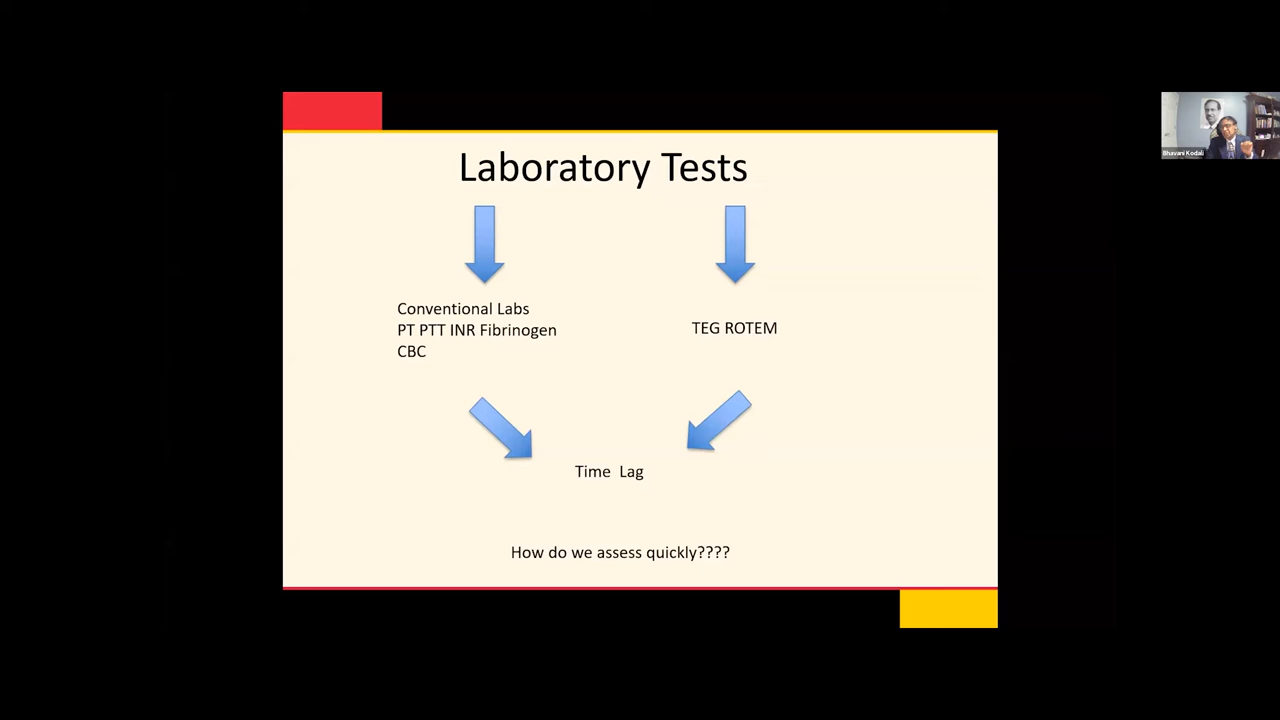 Laboratory Tests
Conventional Labs
PT PTT INR Fibrinogen
CBC
TEG ROTEM
Time Lag
How do we assess quickly????
Bhavani Kodali